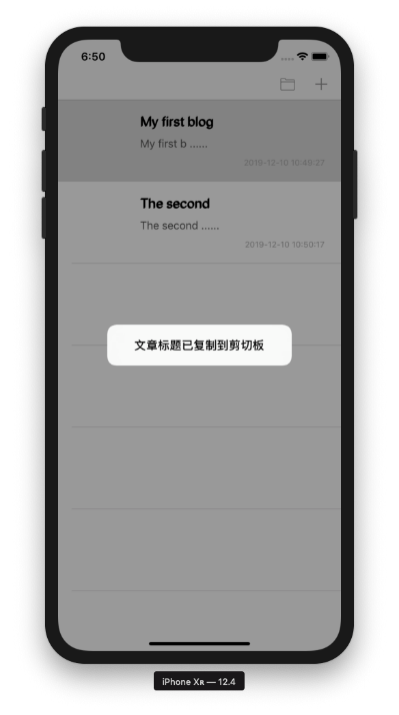 6:50
My first blog
My first b ......
2019-12-10 10:49:27
The second
The second ......
2019-12-10 10:50:17
文章标题已复制到剪切板
iPhone Xʀ — 12.4